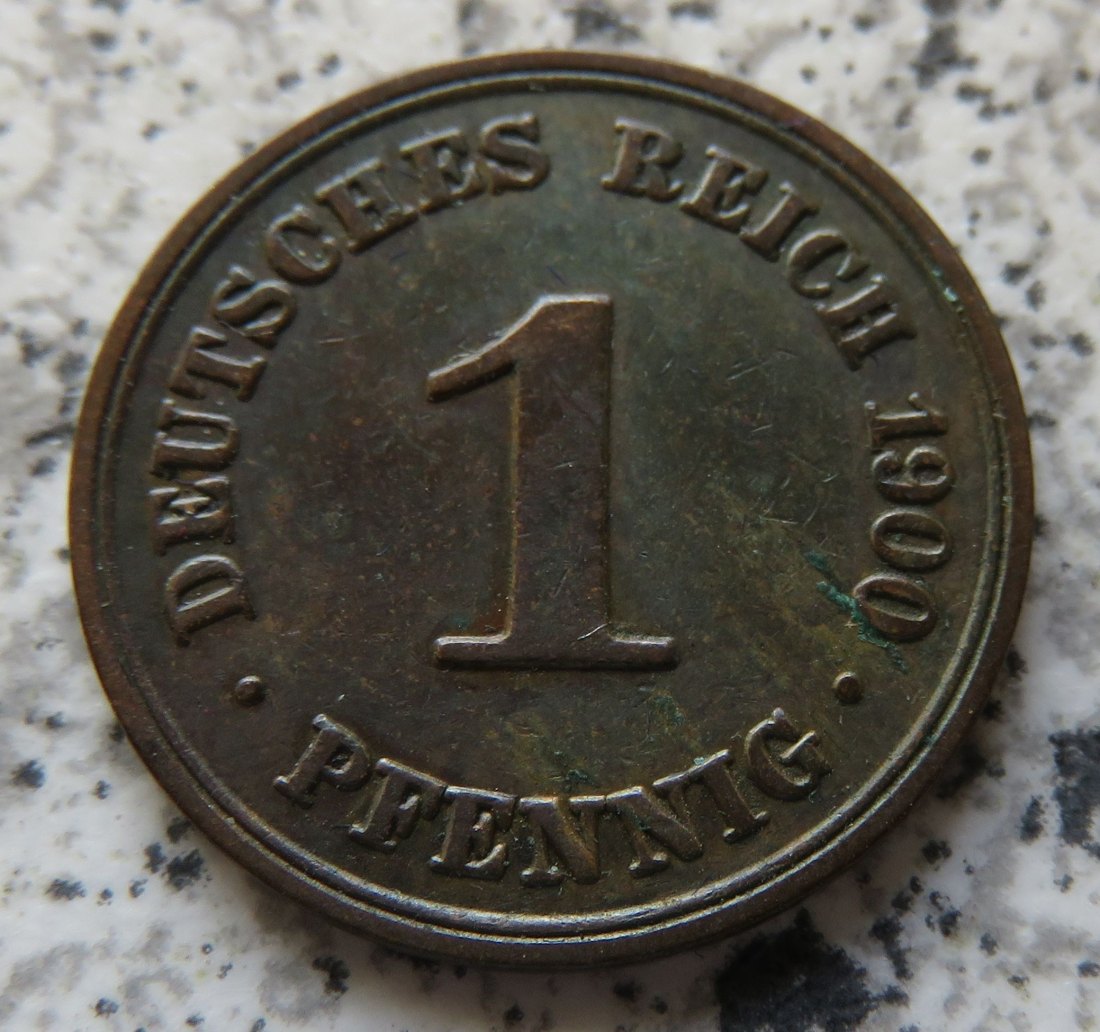 DEUTSCHES REICH 1900
1
· PFENNIG ·